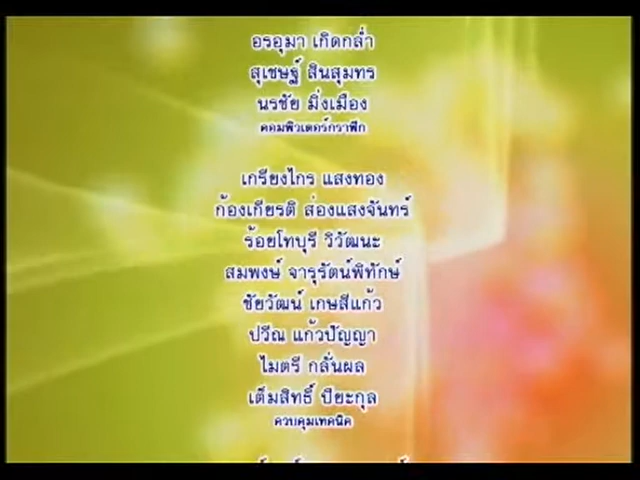 อรอุมา เกิดกล่ำ
สุเชษฐ์ สินสุมทร
นรชัย มิ่งเมือง
คอมพิวเตอร์กราฟิก
เกรียงไกร แสงทอง
ก้องเกียรติ ส่องแสงจันทร์
ร้อยโทบุรี วิวัฒนะ
สมพงษ์ จารุรัตน์พิทักษ์
ชัยวัฒน์ เกษสีแก้ว
ปวีณ แก้วปัญญา
ไมตรี กลั่นผล
เต็มสิทธิ์ ปิยะกุล
ควบคุมเทคนิค